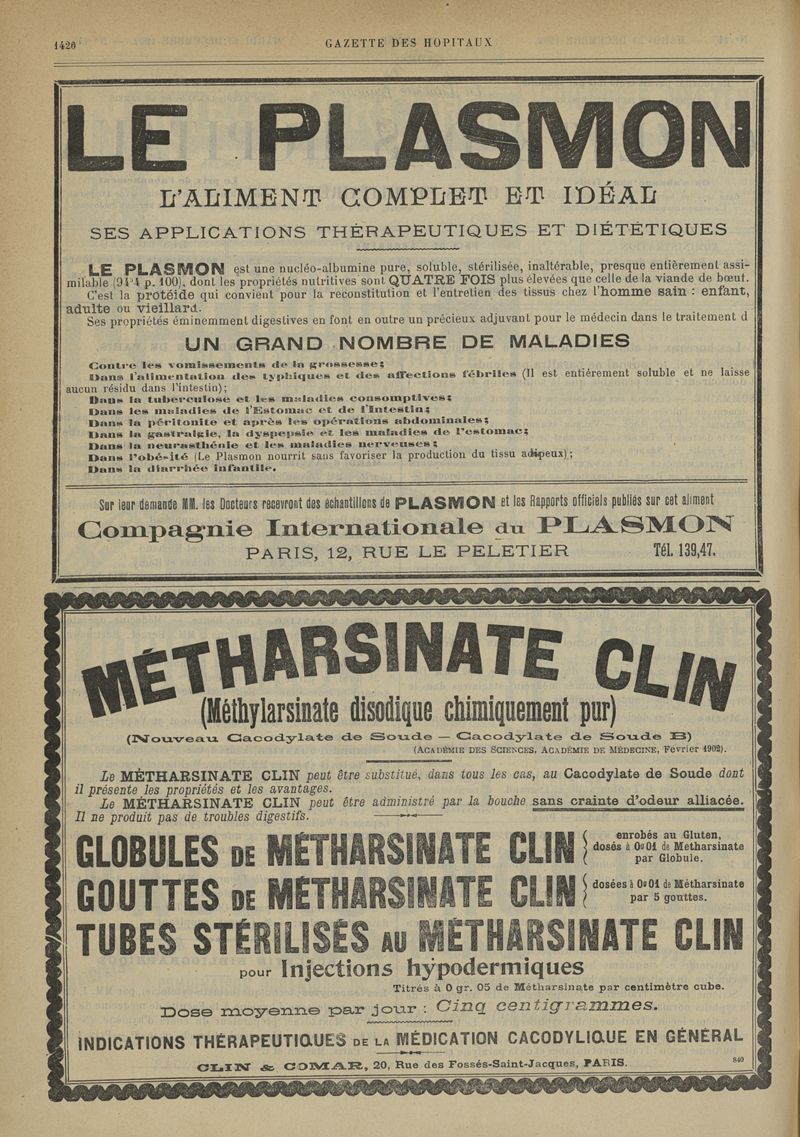 1426
GAZETTE DES HOPITAUX
LE PLASMON
L'ALIMENT COMPLET ET IDÉAL
SES APPLICATIONS THÉRAPEUTIQUES ET DIÉTÉTIQUES
LE PLASMON est une nucléo-albumine pure, soluble, stérilisée, inaltérable, presque entièrement assi-
milable (94°4 p. 100), dont les propriétés nutritives sont QUATRE FOIS plus élevées que celle de la viande de bœuf.
C'est la protéide qui convient pour la reconstitution et l'entretien des tissus chez l'homme sain : enfant,
adulte ou vieillard.
Ses propriétés éminemment digestives en font en outre un précieux adjuvant pour le médecin dans le traitement d
UN GRAND NOMBRE DE MALADIES
Contre les vomissements de la grossesse;
Dans l'alimentation des typhiques et des affections fébriles (Il est entièrement soluble et ne laisse
aucun résidu dans l'intestin);
Dans la tuberculose et les maladies consomptives;
Dans les maladies de l'Estomac et de l'Intestin;
Dans la péritonite et après les opérations abdominales;
Dans la gastralgie, la dyspepsie et les maladies de l'estomac;
Dans la neurasthénie et les maladies nerveuses;
Dans l'obésité (Le Plasmon nourrit sans favoriser la production du tissu adipeux);
Dans la diarrhée infantile.
Sur leur demande MM. les Docteurs recevront des échantillons de PLASMON et les Rapports officiels publiés sur cet aliment
Compagnie Internationale du PLASMON
PARIS, 12, RUE LE PELETIER Tél. 139,47.
MÉTHARSINATE CLIN
(Méthylarsinate disodique chimiquement pur)
(Nouveau Cacodylate de Soude — Cacodylate de Soude B)
(ACADÉMIE DES SCIENCES, ACADÉMIE DE MÉDECINE, Février 1902).
Le MÉTHARSINATE CLIN peut être substitué, dans tous les cas, au Cacodylate de Soude dont
il présente les propriétés et les avantages.
Le MÉTHARSINATE CLIN peut être administré par la bouche sans crainte d'odeur alliacée.
Il ne produit pas de troubles digestifs.
GLOBULES DE MÉTHARSINATE CLIN { enrobés au Gluten,
dosés à 0g01 de Metharsinate
par Globule.
GOUTTES DE MÉTHARSINATE CLIN { dosées à 0g01 de Métharsinate
par 5 gouttes.
TUBES STÉRILISÉS AU MÉTHARSINATE CLIN
pour Injections hypodermiques
Titrés à 0 gr. 05 de Métharsinate par centimètre cube.
Dose moyenne par jour : Cinq centigrammes.
INDICATIONS THÉRAPEUTIQUES DE LA MÉDICATION CACODYLIQUE EN GÉNÉRAL
CLIN & COMAR, 20, Rue des Fossés-Saint-Jacques, PARIS. 840